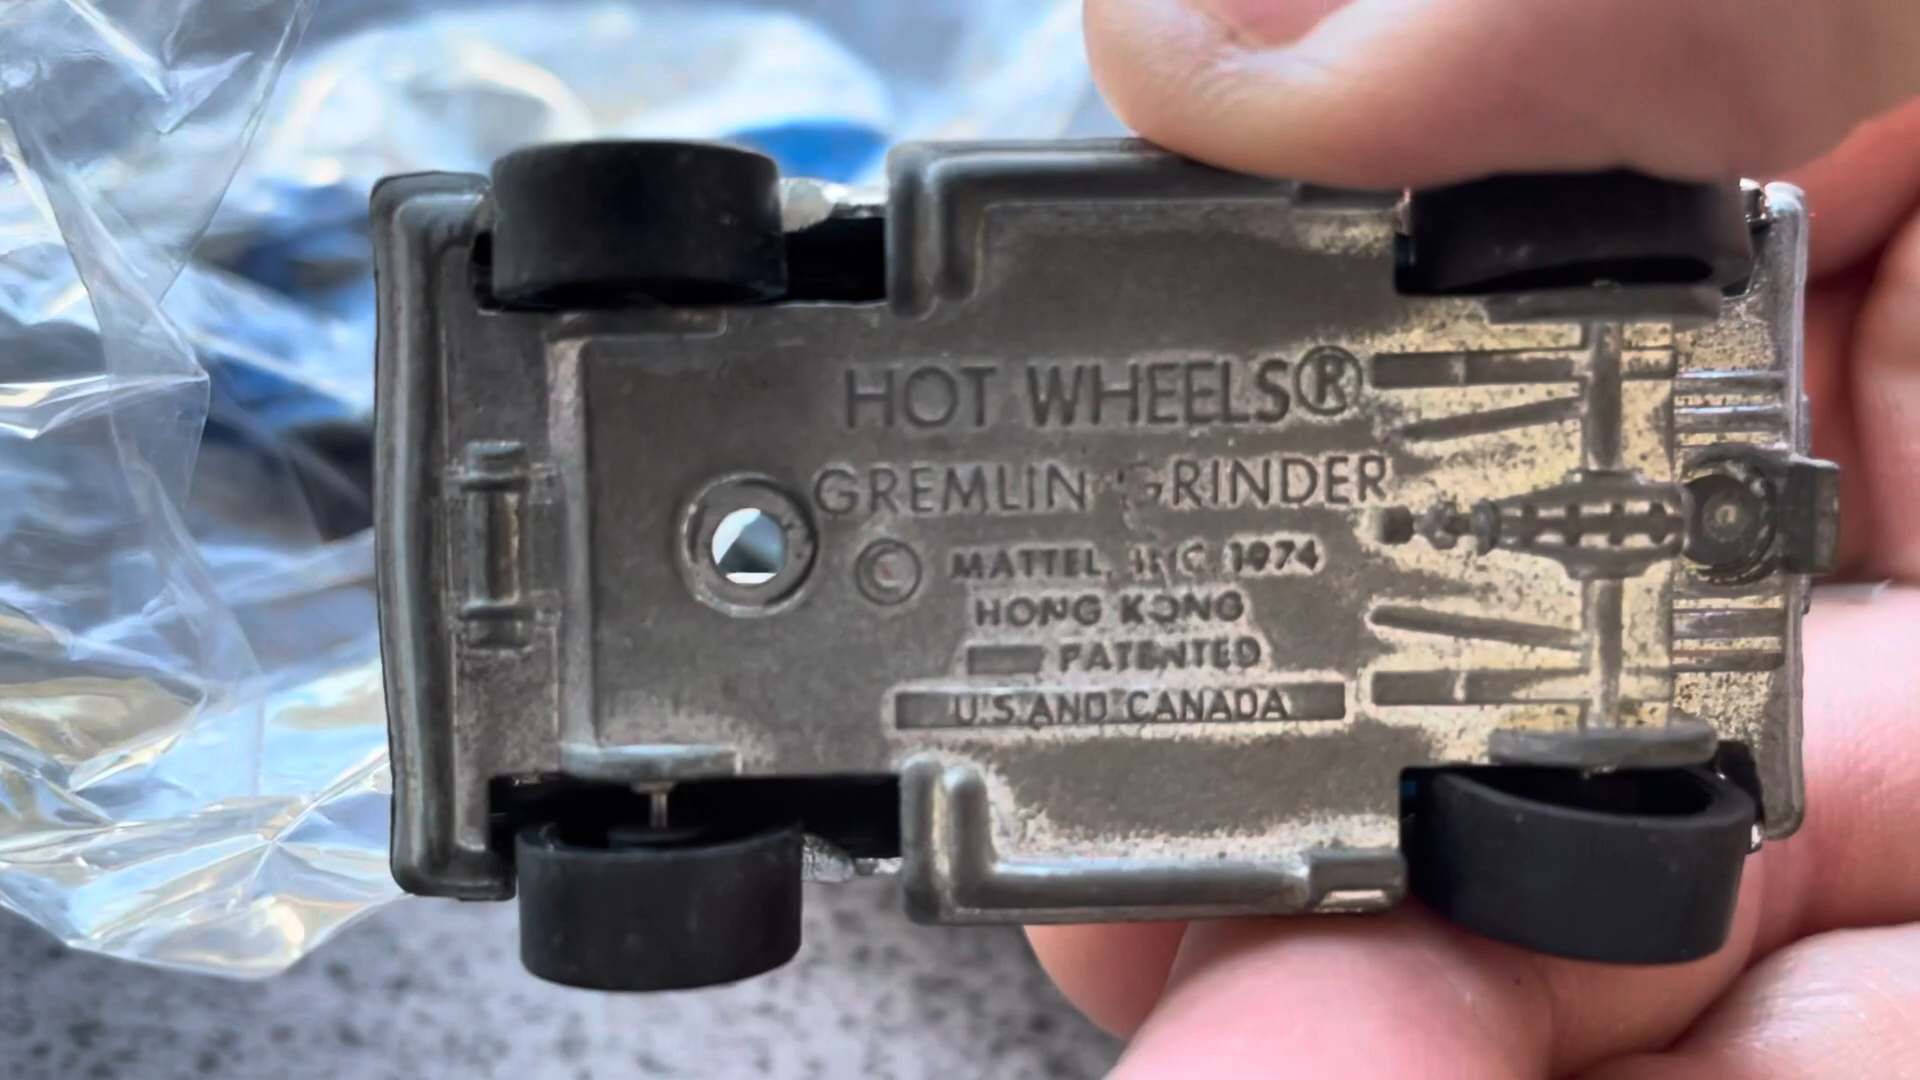 HOT WHEELS®
GREMLIN GRINDER
© MATTEL, INC. 1974
HONG KONG
PATENTED
U.S.AND CANADA